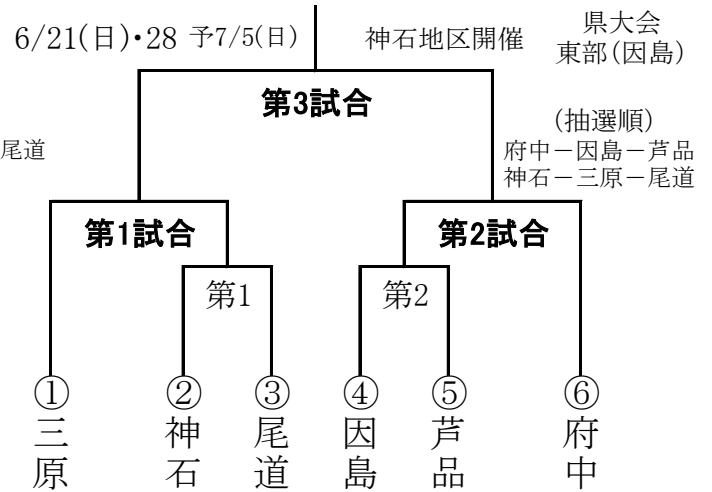 6/21(日)・28 予7/5(日)
神石地区開催
県大会
東部(因島)
第3試合
(抽選順)
府中－因島－芦品
神石－三原－尾道
尾道
第1試合
第2試合
第1
第2
①三原
②神石
③尾道
④因島
⑤芦品
⑥府中